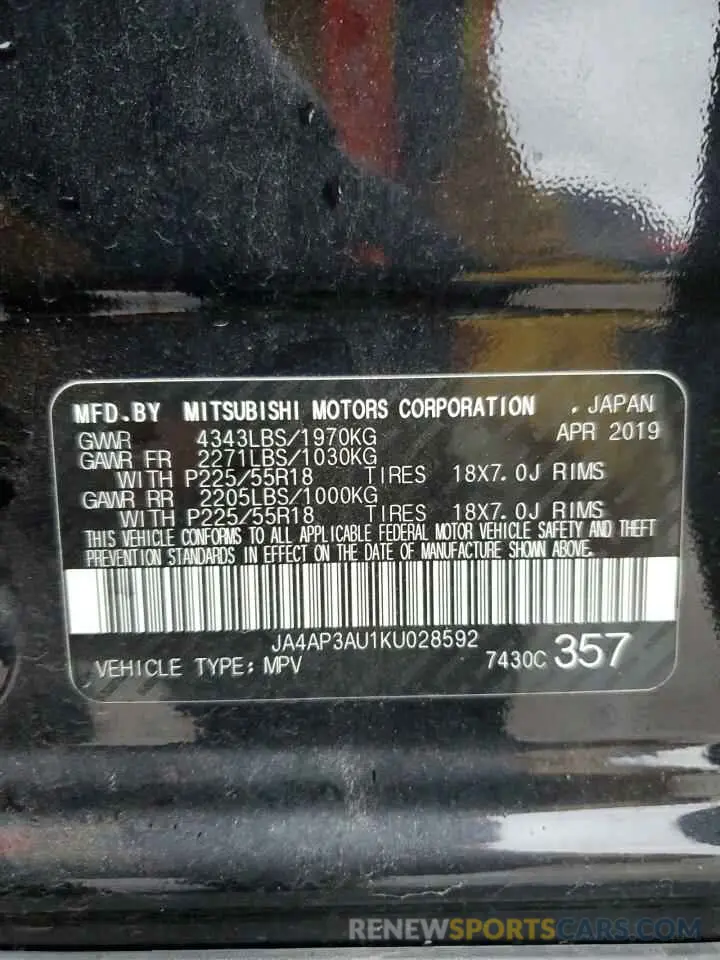 MFD.BY MITSUBISHI MOTORS CORPORATION , JAPAN
GVWR 4343LBS/1970KG APR 2019
GAWR FR 2271LBS/1030KG
WITH P225/55R18 TIRES 18X7.0J RIMS
GAWR RR 2205LBS/1000KG
WITH P225/55R18 TIRES 18X7.0J RIMS
THIS VEHICLE CONFORMS TO ALL APPLICABLE FEDERAL MOTOR VEHICLE SAFETY AND THEFT
PREVENTION STANDARDS IN EFFECT ON THE DATE OF MANUFACTURE SHOWN ABOVE.
JA4AP3AU1KU028592
VEHICLE TYPE: MPV 7430C 357
RENEWSPORTSCARS.COM